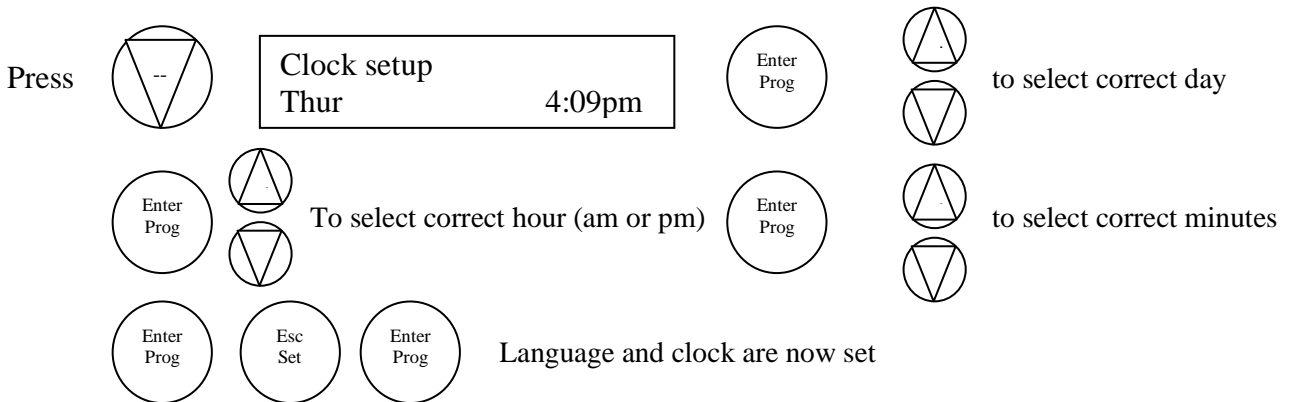 Press
--
Clock setup
Thur 4:09pm
Enter
Prog
to select correct day
Enter
Prog
To select correct hour (am or pm)
Enter
Prog
to select correct minutes
Enter
Prog
Esc
Set
Enter
Prog
Language and clock are now set